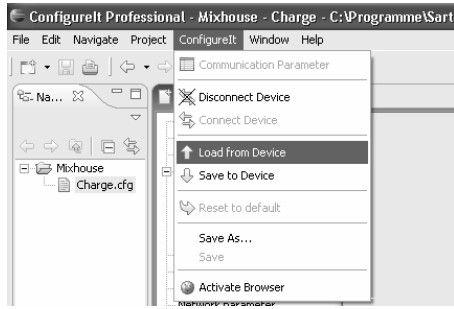 ConfigureIt Professional - Mixhouse - Charge - C:\Programme\Sart
File Edit Navigate Project ConfigureIt Window Help
Communication Parameter
Na...
Disconnect Device
Connect Device
Load from Device
Mixhouse
Save to Device
Charge.cfg
Reset to default
Save As...
Save
Activate Browser
Network parameter